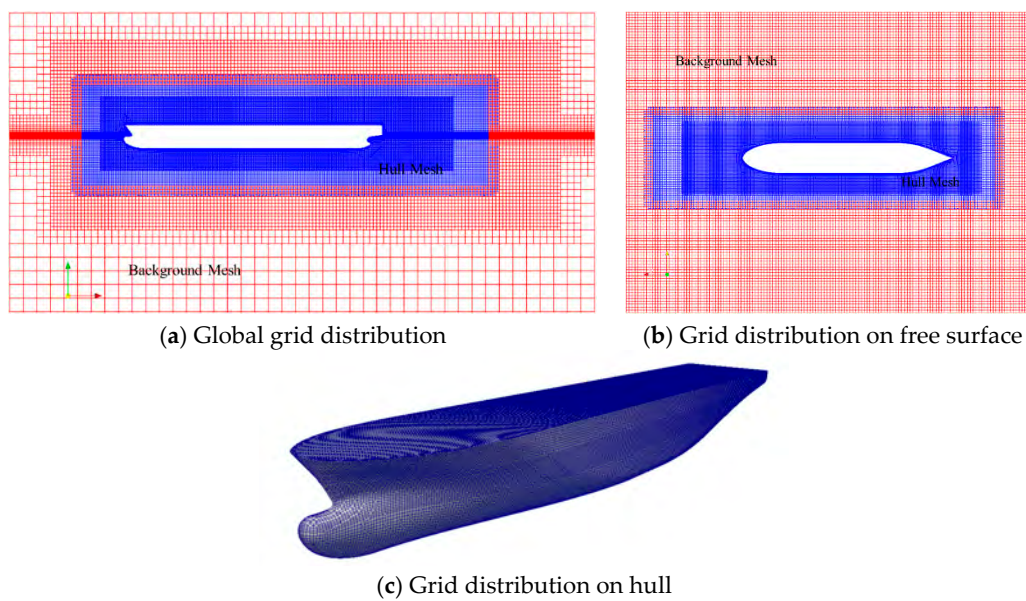 Hull Mesh
Background Mesh
Background Mesh
Hull Mesh
(a) Global grid distribution
(b) Grid distribution on free surface
(c) Grid distribution on hull